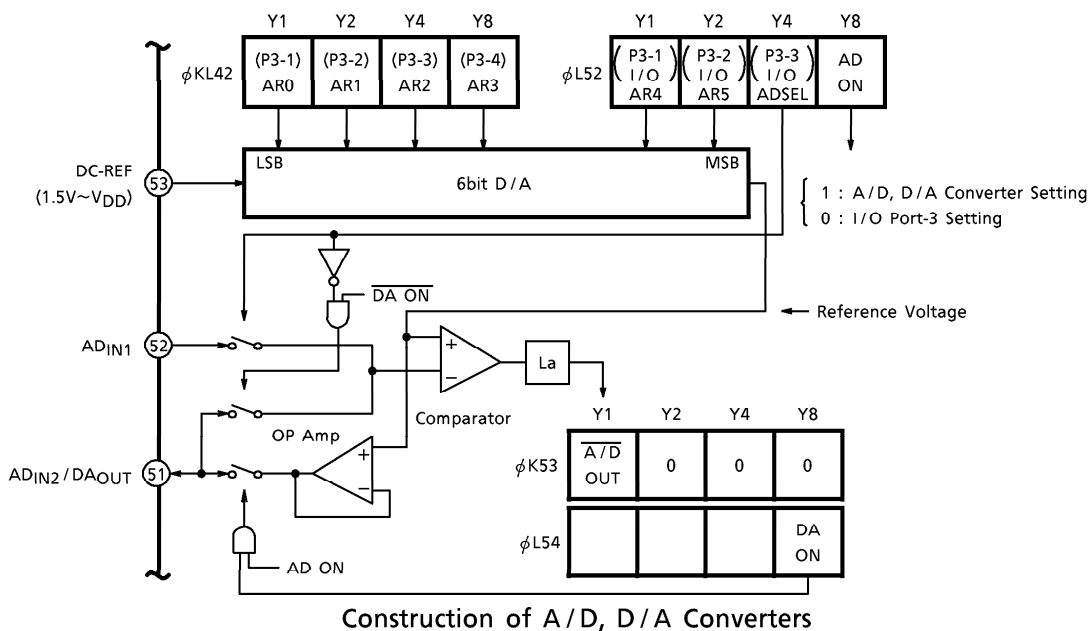 Y1 Y2 Y4 Y8
φKL42
(P3-1) AR0
(P3-2) AR1
(P3-3) AR2
(P3-4) AR3
Y1 Y2 Y4 Y8
φL52
(P3-1 I/O) AR4
(P3-2 I/O) AR5
(P3-3 I/O) ADSEL
AD ON
DC-REF
(1.5V~VDD)
53
LSB
6bit D/A
MSB
1 : A/D, D/A Converter Setting
0 : I/O Port-3 Setting
DA ON
Reference Voltage
ADIN1
52
+
−
La
Comparator
Y1 Y2 Y4 Y8
OP Amp
φK53
A/D OUT
0
0
0
ADIN2/DAOUT
51
+
−
φL54
DA ON
AD ON
Construction of A/D, D/A Converters